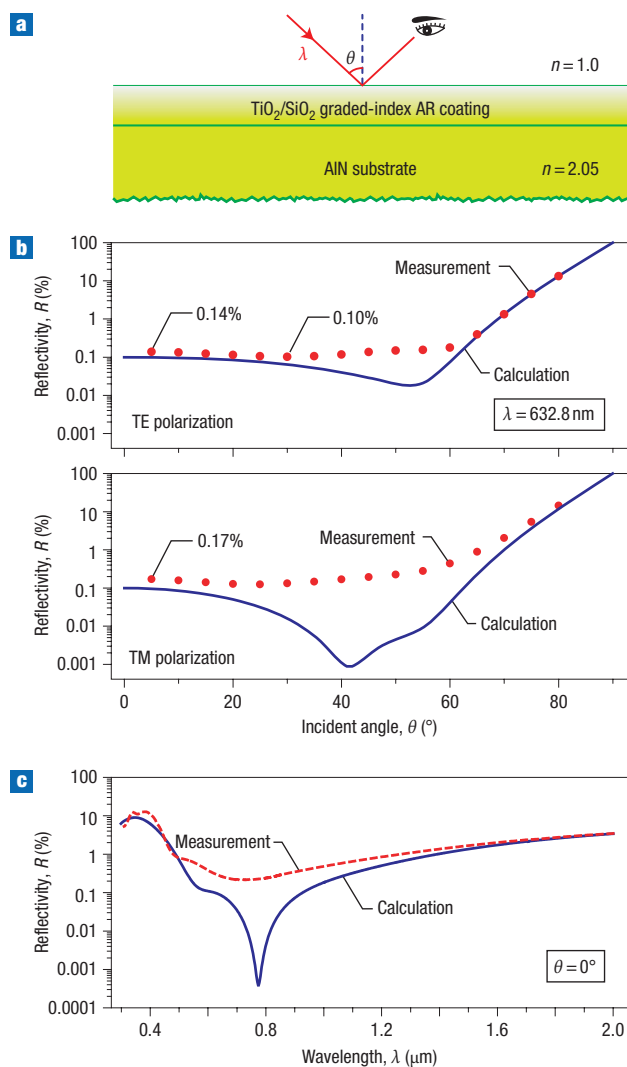 a
λ
θ
n = 1.0
TiO2/SiO2 graded-index AR coating
AlN substrate
n = 2.05
b
Reflectivity, R (%)
100
10
1
0.1
0.01
0.001
0.14%
0.10%
Measurement
Calculation
TE polarization
λ = 632.8 nm
Reflectivity, R (%)
100
10
1
0.1
0.01
0.001
0.17%
Measurement
Calculation
TM polarization
0 20 40 60 80
Incident angle, θ (°)
c
Reflectivity, R (%)
100
10
1
0.1
0.01
0.001
0.0001
Measurement
Calculation
θ = 0°
0.4 0.8 1.2 1.6 2.0
Wavelength, λ (μm)